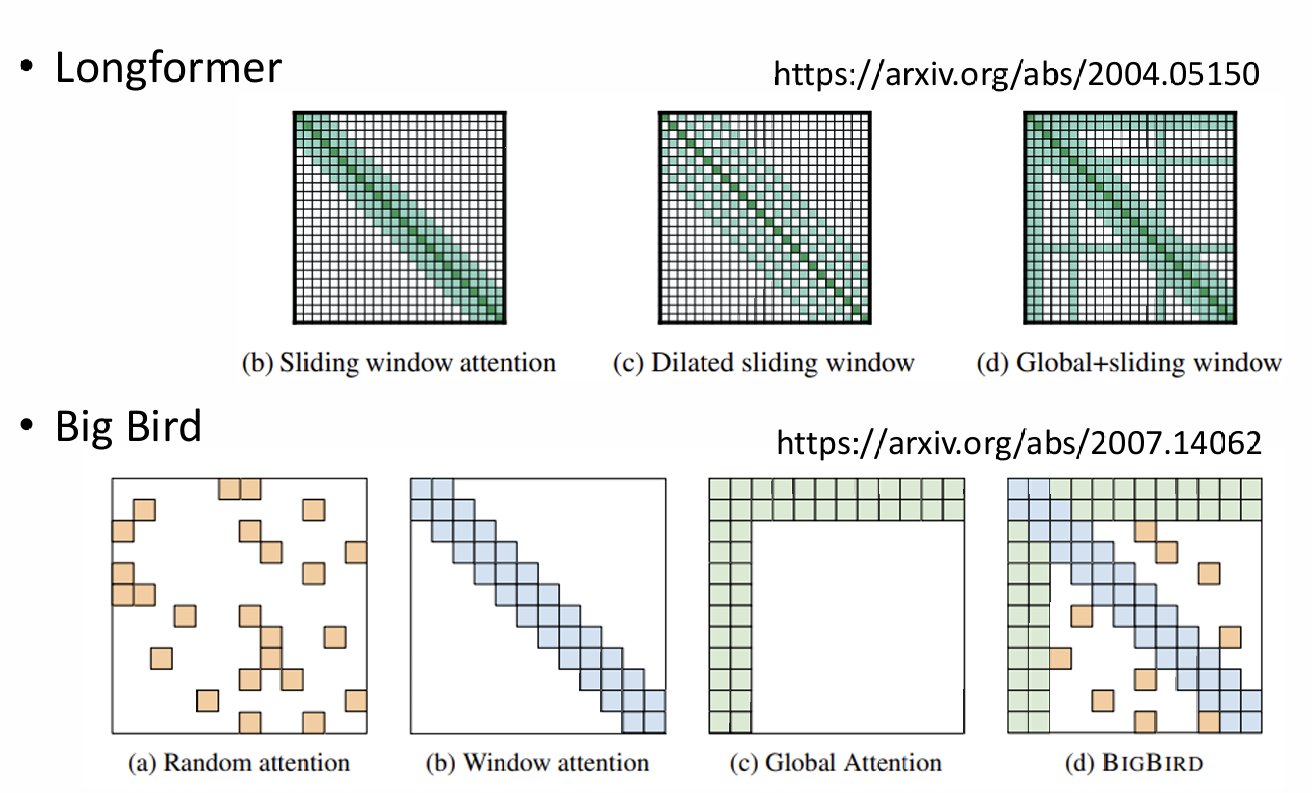 • Longformer
https://arxiv.org/abs/2004.05150
(b) Sliding window attention
(c) Dilated sliding window
(d) Global+sliding window
• Big Bird
https://arxiv.org/abs/2007.14062
(a) Random attention
(b) Window attention
(c) Global Attention
(d) BIGBIRD